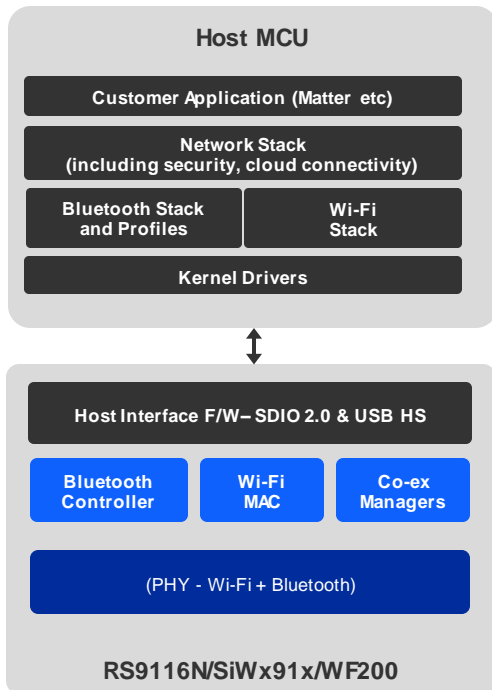 Host MCU
Customer Application (Matter etc)
Network Stack
(including security, cloud connectivity)
Bluetooth Stack
and Profiles
Wi-Fi
Stack
Kernel Drivers
Host Interface F/W– SDIO 2.0 & USB HS
Bluetooth
Controller
Wi-Fi
MAC
Co-ex
Managers
(PHY - Wi-Fi + Bluetooth)
RS9116N/SiWx91x/WF200